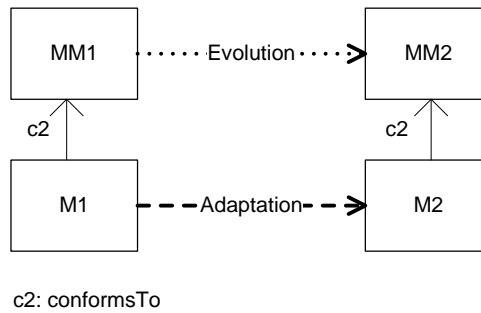 MM1
Evolution
MM2
c2
c2
M1
Adaptation
M2
c2: conformsTo